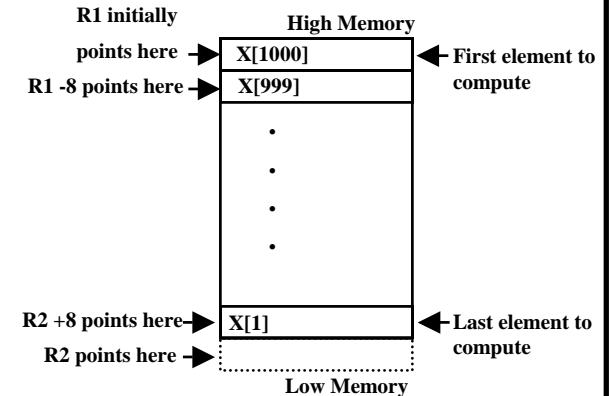 R1 initially
points here
High Memory
X[1000]
First element to
compute
R1 -8 points here
X[999]
R2 +8 points here
X[1]
Last element to
compute
R2 points here
Low Memory